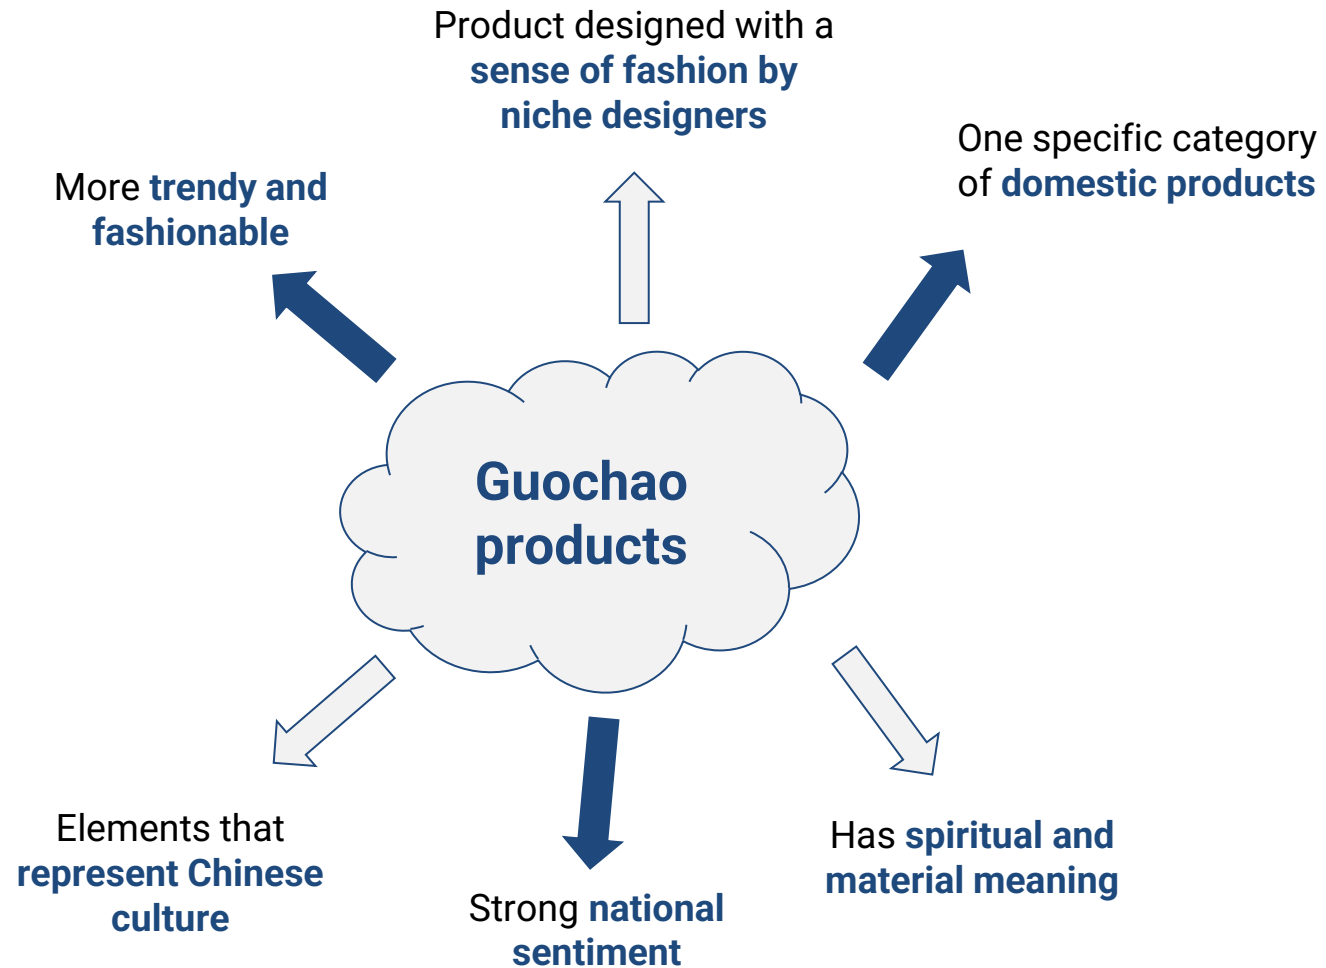 Product designed with a
sense of fashion by
niche designers
One specific category
of domestic products
More trendy and
fashionable
Guochao
products
Elements that
represent Chinese
culture
Has spiritual and
material meaning
Strong national
sentiment